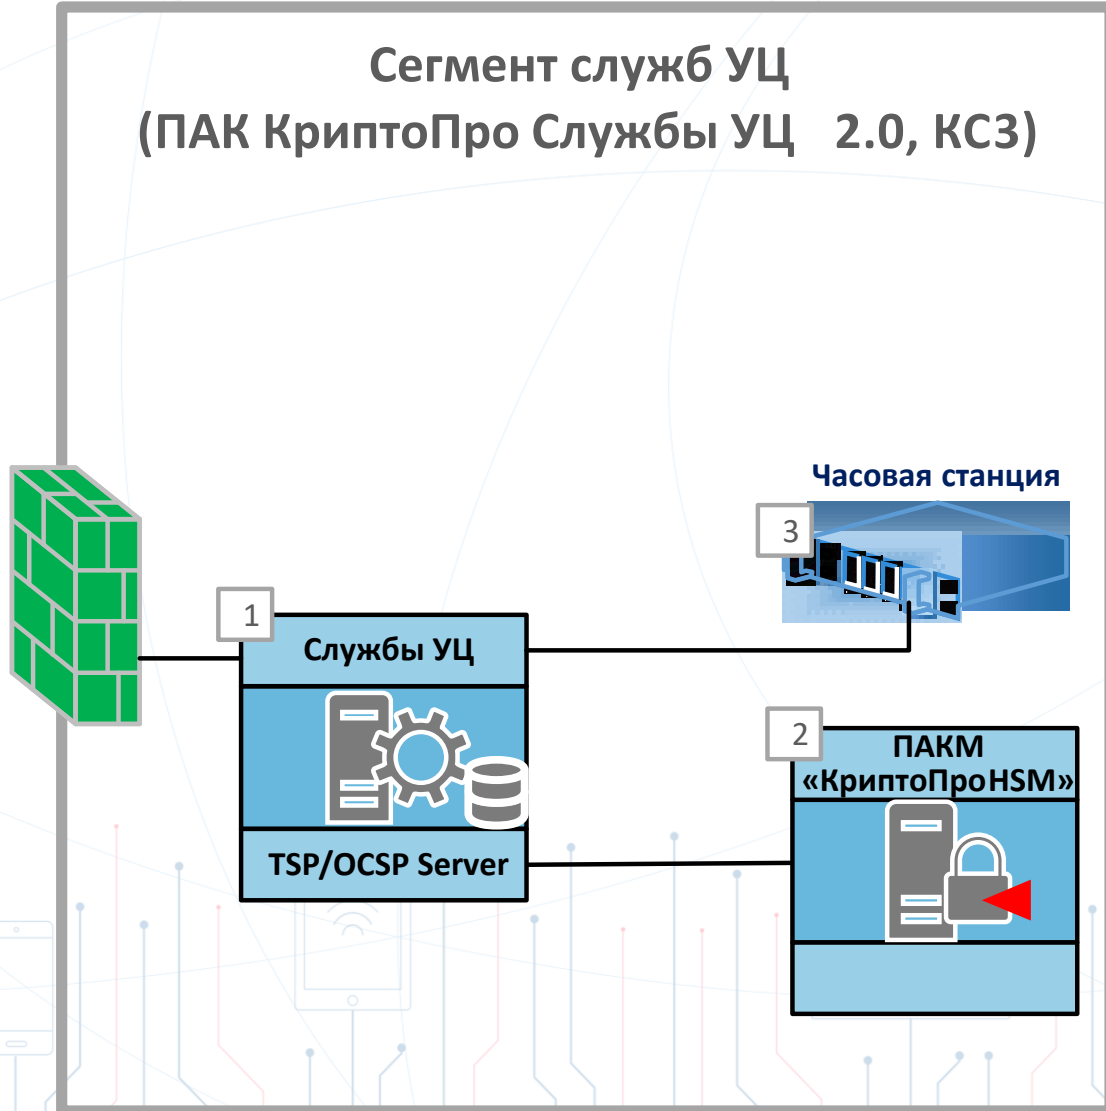 Сегмент служб УЦ
(ПАК КриптоПро Службы УЦ 2.0, КС3)
Часовая станция
3
1
Службы УЦ
TSP/OCSP Server
2
ПАКМ
«КриптоПроHSM»